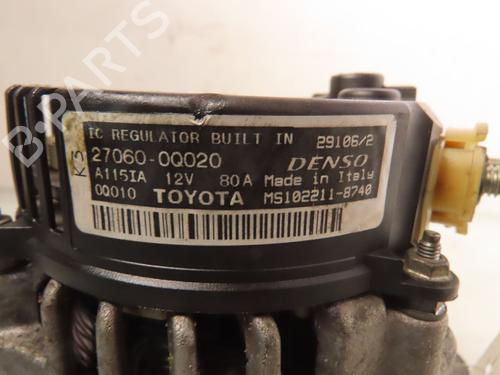 IC REGULATOR BUILT IN 29106/2
K3
27060-0Q020 DENSO
A115IA 12V 80A Made in Italy
0Q010 TOYOTA MS102211-8740
B-PARTS